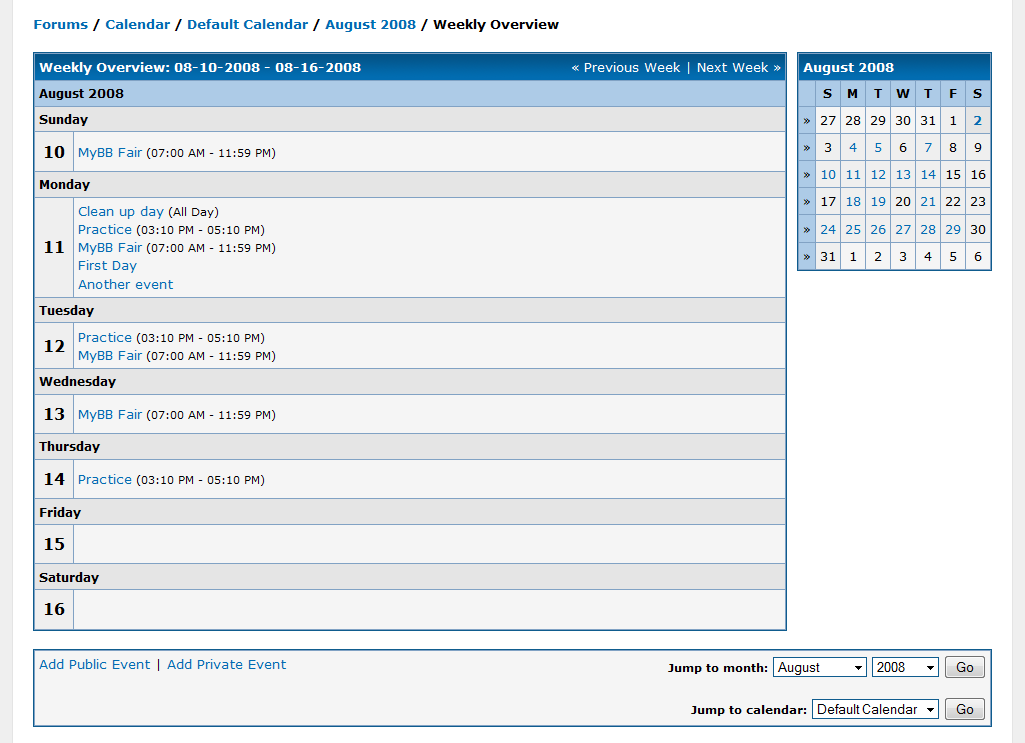 Forums / Calendar / Default Calendar / August 2008 / Weekly Overview
Weekly Overview: 08-10-2008 - 08-16-2008 « Previous Week | Next Week »
August 2008
Sunday
10 MyBB Fair (07:00 AM - 11:59 PM)
Monday
Clean up day (All Day)
Practice (03:10 PM - 05:10 PM)
11 MyBB Fair (07:00 AM - 11:59 PM)
First Day
Another event
Tuesday
12 Practice (03:10 PM - 05:10 PM)
MyBB Fair (07:00 AM - 11:59 PM)
Wednesday
13 MyBB Fair (07:00 AM - 11:59 PM)
Thursday
14 Practice (03:10 PM - 05:10 PM)
Friday
15
Saturday
16
August 2008
S M T W T F S
» 27 28 29 30 31 1 2
» 3 4 5 6 7 8 9
» 10 11 12 13 14 15 16
» 17 18 19 20 21 22 23
» 24 25 26 27 28 29 30
» 31 1 2 3 4 5 6
Add Public Event | Add Private Event
Jump to month: August 2008 Go
Jump to calendar: Default Calendar Go